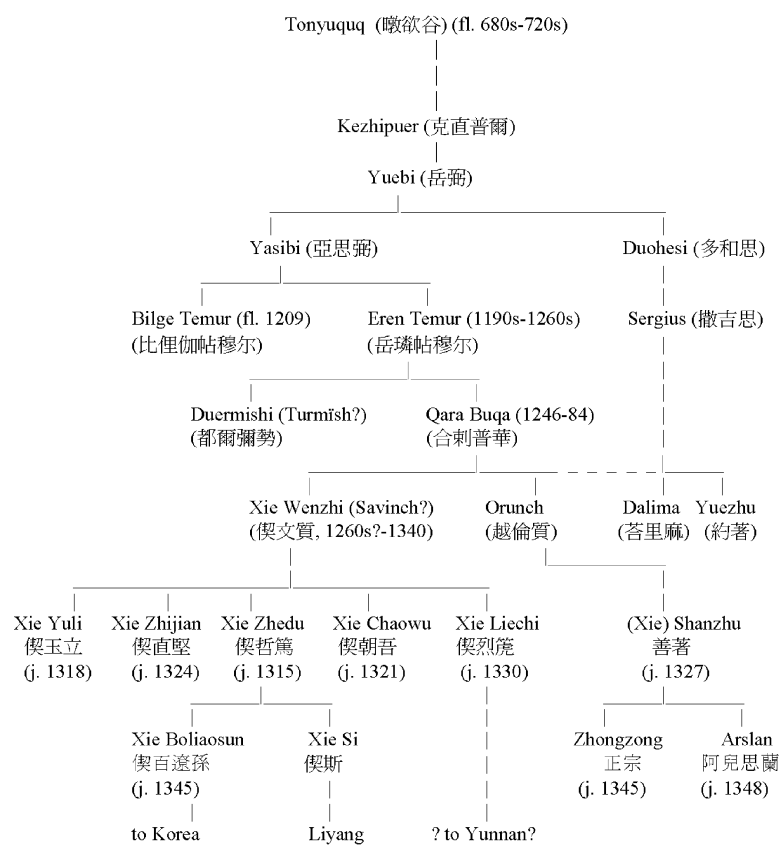 Tonyuquq (暾欲谷) (fl. 680s-720s)
Kezhipuer (克直普爾)
Yuebi (岳弼)
Yasibi (亞思弼)
Duohesi (多和思)
Bilge Temur (fl. 1209)
(比俚伽帖穆尔)
Eren Temur (1190s-1260s)
(岳璘帖穆尔)
Sergius (撒吉思)
Duermishi (Turmïsh?)
(都爾彌勢)
Qara Buqa (1246-84)
(合剌普華)
Xie Wenzhi (Savinch?)
(偰文質, 1260s?-1340)
Orunch
(越倫質)
Dalima
(荅里麻)
Yuezhu
(約著)
Xie Yuli
偰玉立
(j. 1318)
Xie Zhijian
偰直堅
(j. 1324)
Xie Zhedu
偰哲篤
(j. 1315)
Xie Chaowu
偰朝吾
(j. 1321)
Xie Liechi
偰烈篪
(j. 1330)
(Xie) Shanzhu
善著
(j. 1327)
Xie Boliaosun
偰百遼孫
(j. 1345)
Xie Si
偰斯
Zhongzong
正宗
(j. 1345)
Arslan
阿兒思蘭
(j. 1348)
to Korea
Liyang
? to Yunnan?